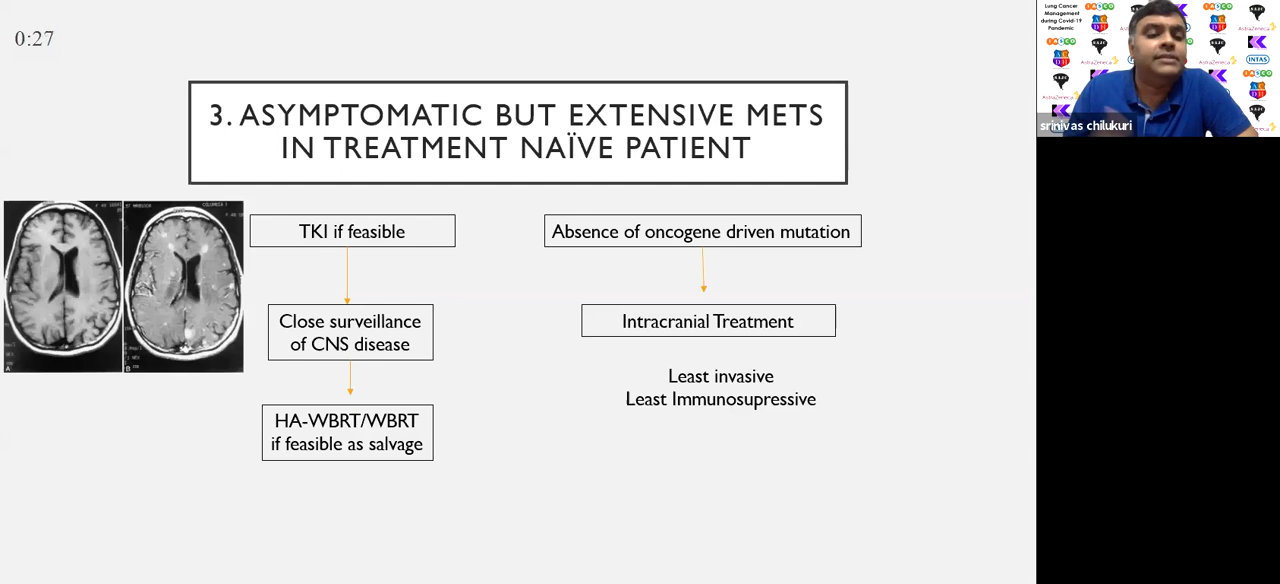 0:27
3. ASYMPTOMATIC BUT EXTENSIVE METS
IN TREATMENT NAÏVE PATIENT
TKI if feasible
Close surveillance
of CNS disease
HA-WBRT/WBRT
if feasible as salvage
Absence of oncogene driven mutation
Intracranial Treatment
Least invasive
Least Immunosupressive
Lung Cancer
Management
during Covid-19
Pandemic
AstraZeneca
INTAS
srinivas chilukuri